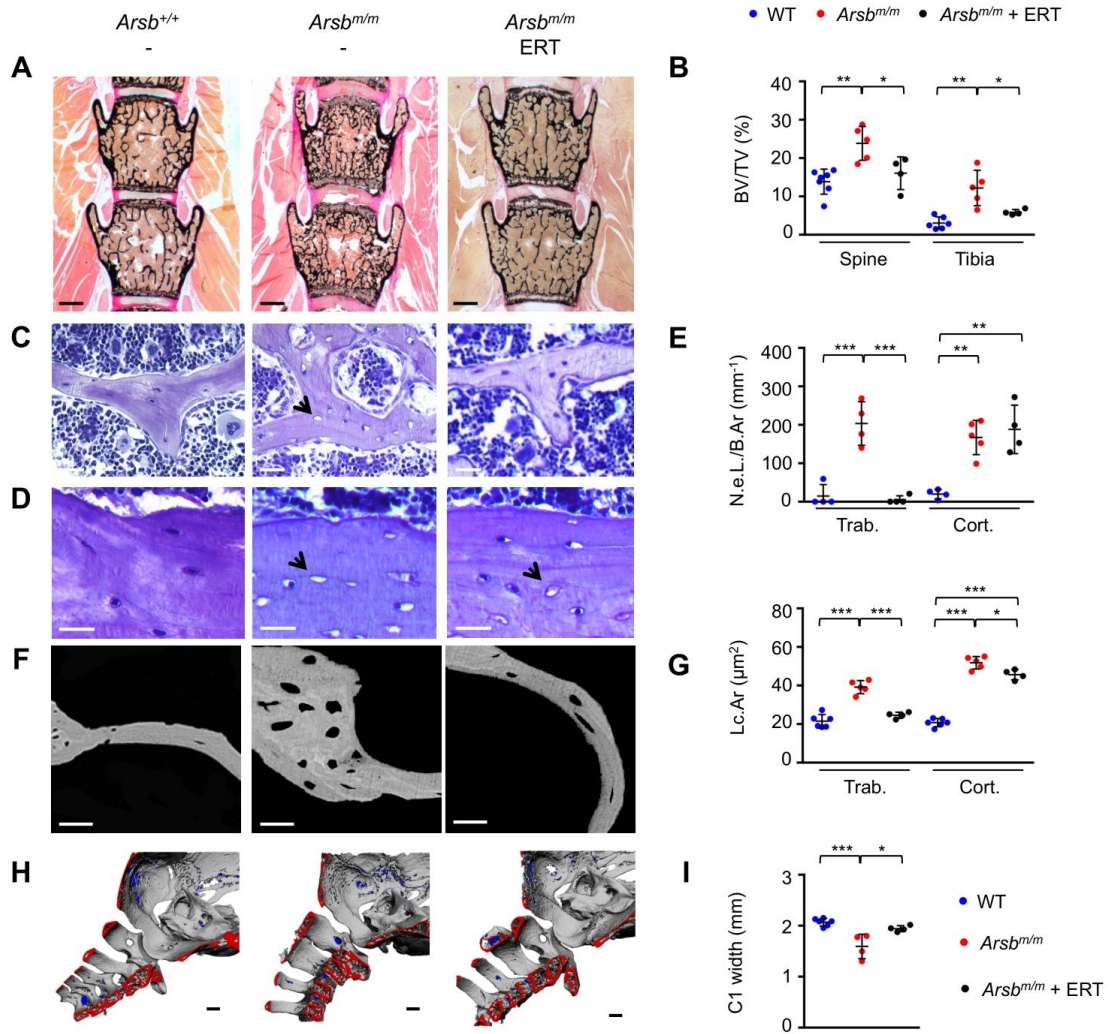 Arsb+/+
-
Arsbm/m
-
Arsbm/m
ERT
WT Arsbm/m Arsbm/m + ERT
A
B
** * ** *
BV/TV (%)
40
30
20
10
0
Spine Tibia
C
D
E
*** *** ** **
N.e.L./B.Ar (mm-1)
400
300
200
100
0
Trab. Cort.
F
G
*** *** *** *** *
Lc.Ar (µm2)
80
60
40
20
0
Trab. Cort.
H
I
*** *
C1 width (mm)
3
2
1
0
WT
Arsbm/m
Arsbm/m + ERT